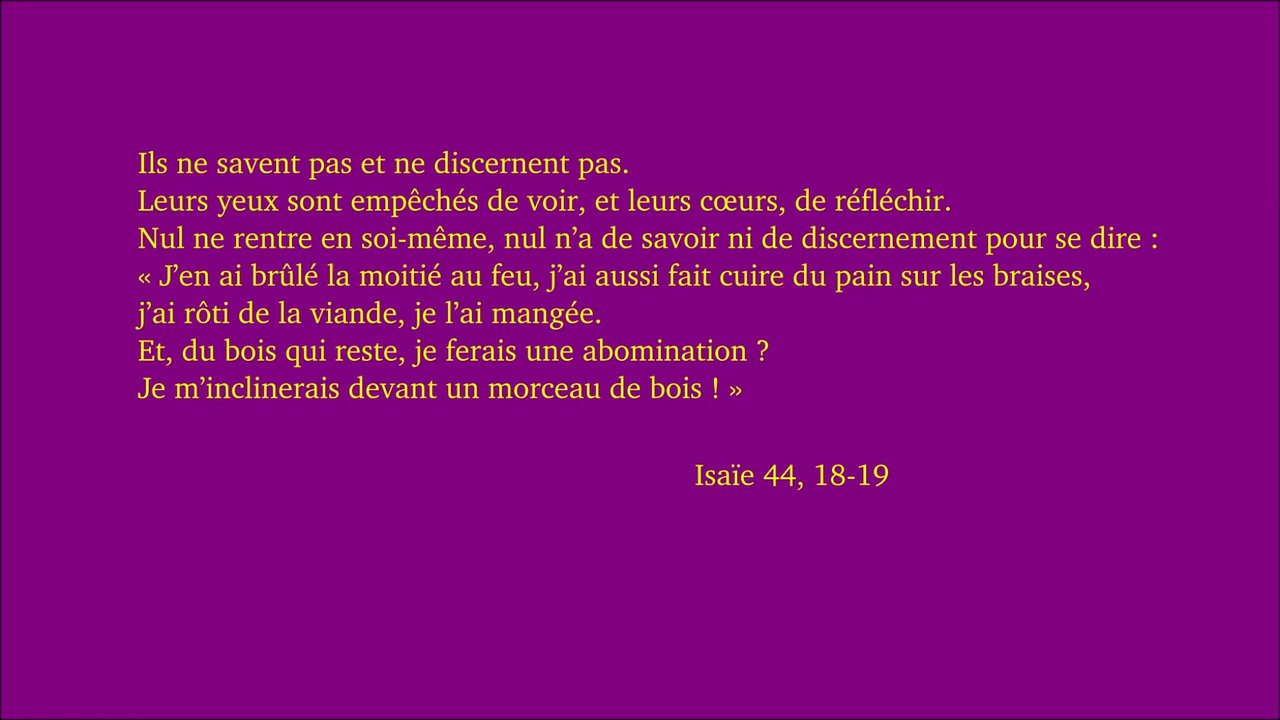 Ils ne savent pas et ne discernent pas.
Leurs yeux sont empêchés de voir, et leurs cœurs, de réfléchir.
Nul ne rentre en soi-même, nul n’a de savoir ni de discernement pour se dire :
« J’en ai brûlé la moitié au feu, j’ai aussi fait cuire du pain sur les braises,
j’ai rôti de la viande, je l’ai mangée.
Et, du bois qui reste, je ferais une abomination ?
Je m’inclinerais devant un morceau de bois ! »
Isaïe 44, 18-19